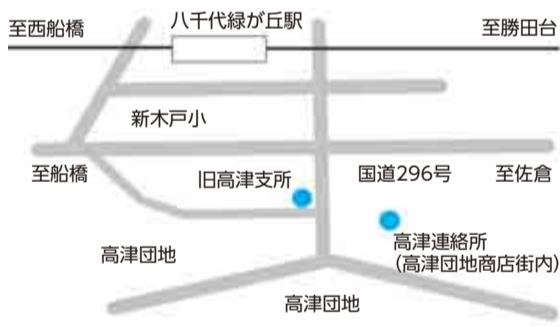 八千代緑が丘駅
至西船橋
至勝田台
新木戸小
至船橋
旧高津支所
国道296号
至佐倉
高津連絡所
(高津団地商店街内)
高津団地
高津団地